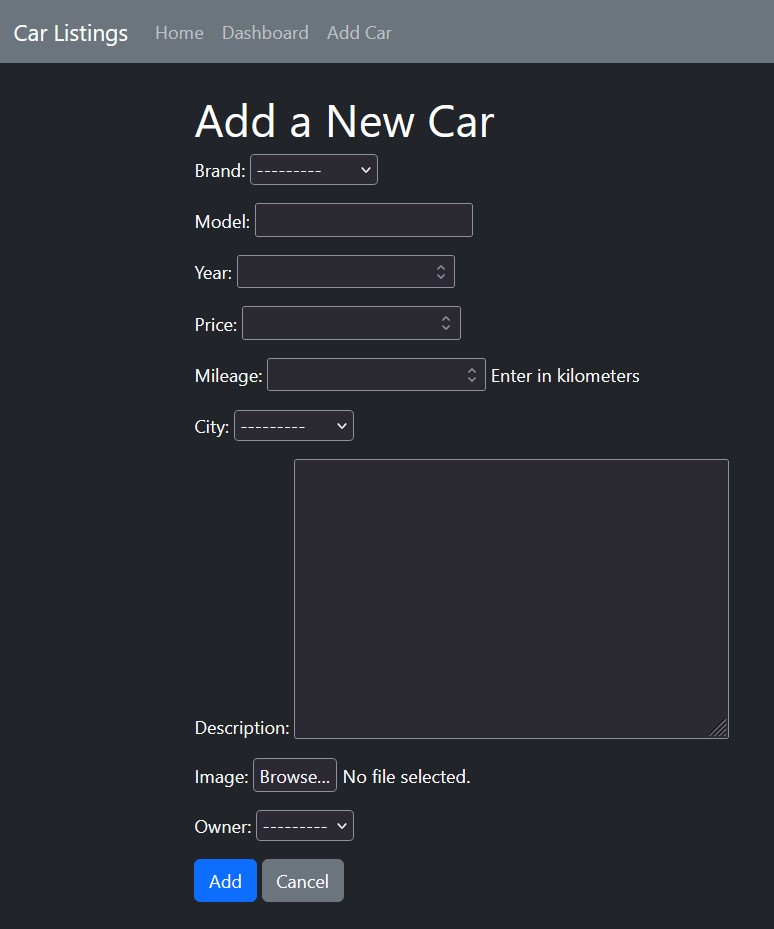 Car Listings Home Dashboard Add Car
Add a New Car
Brand: ---------
Model:
Year:
Price:
Mileage: Enter in kilometers
City: ---------
Description:
Image: Browse... No file selected.
Owner: ---------
Add Cancel